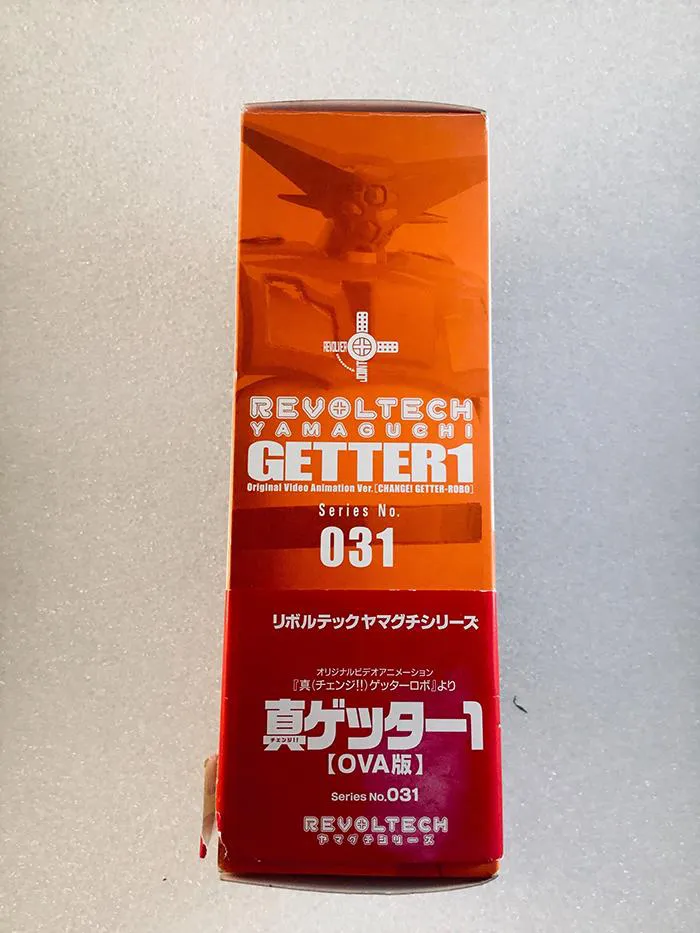 REVOLVER
JOINT
REVOLTECH
YAMAGUCHI
GETTER1
Original Video Animation Ver. [CHANGE! GETTER-ROBO]
Series No.
031
リボルテックヤマグチシリーズ
オリジナルビデオアニメーション
『真(チェンジ!!)ゲッターロボ』より
真ゲッター1
チェンジ!!
【OVA版】
Series No.031
REVOLTECH
ヤマグチシリーズ